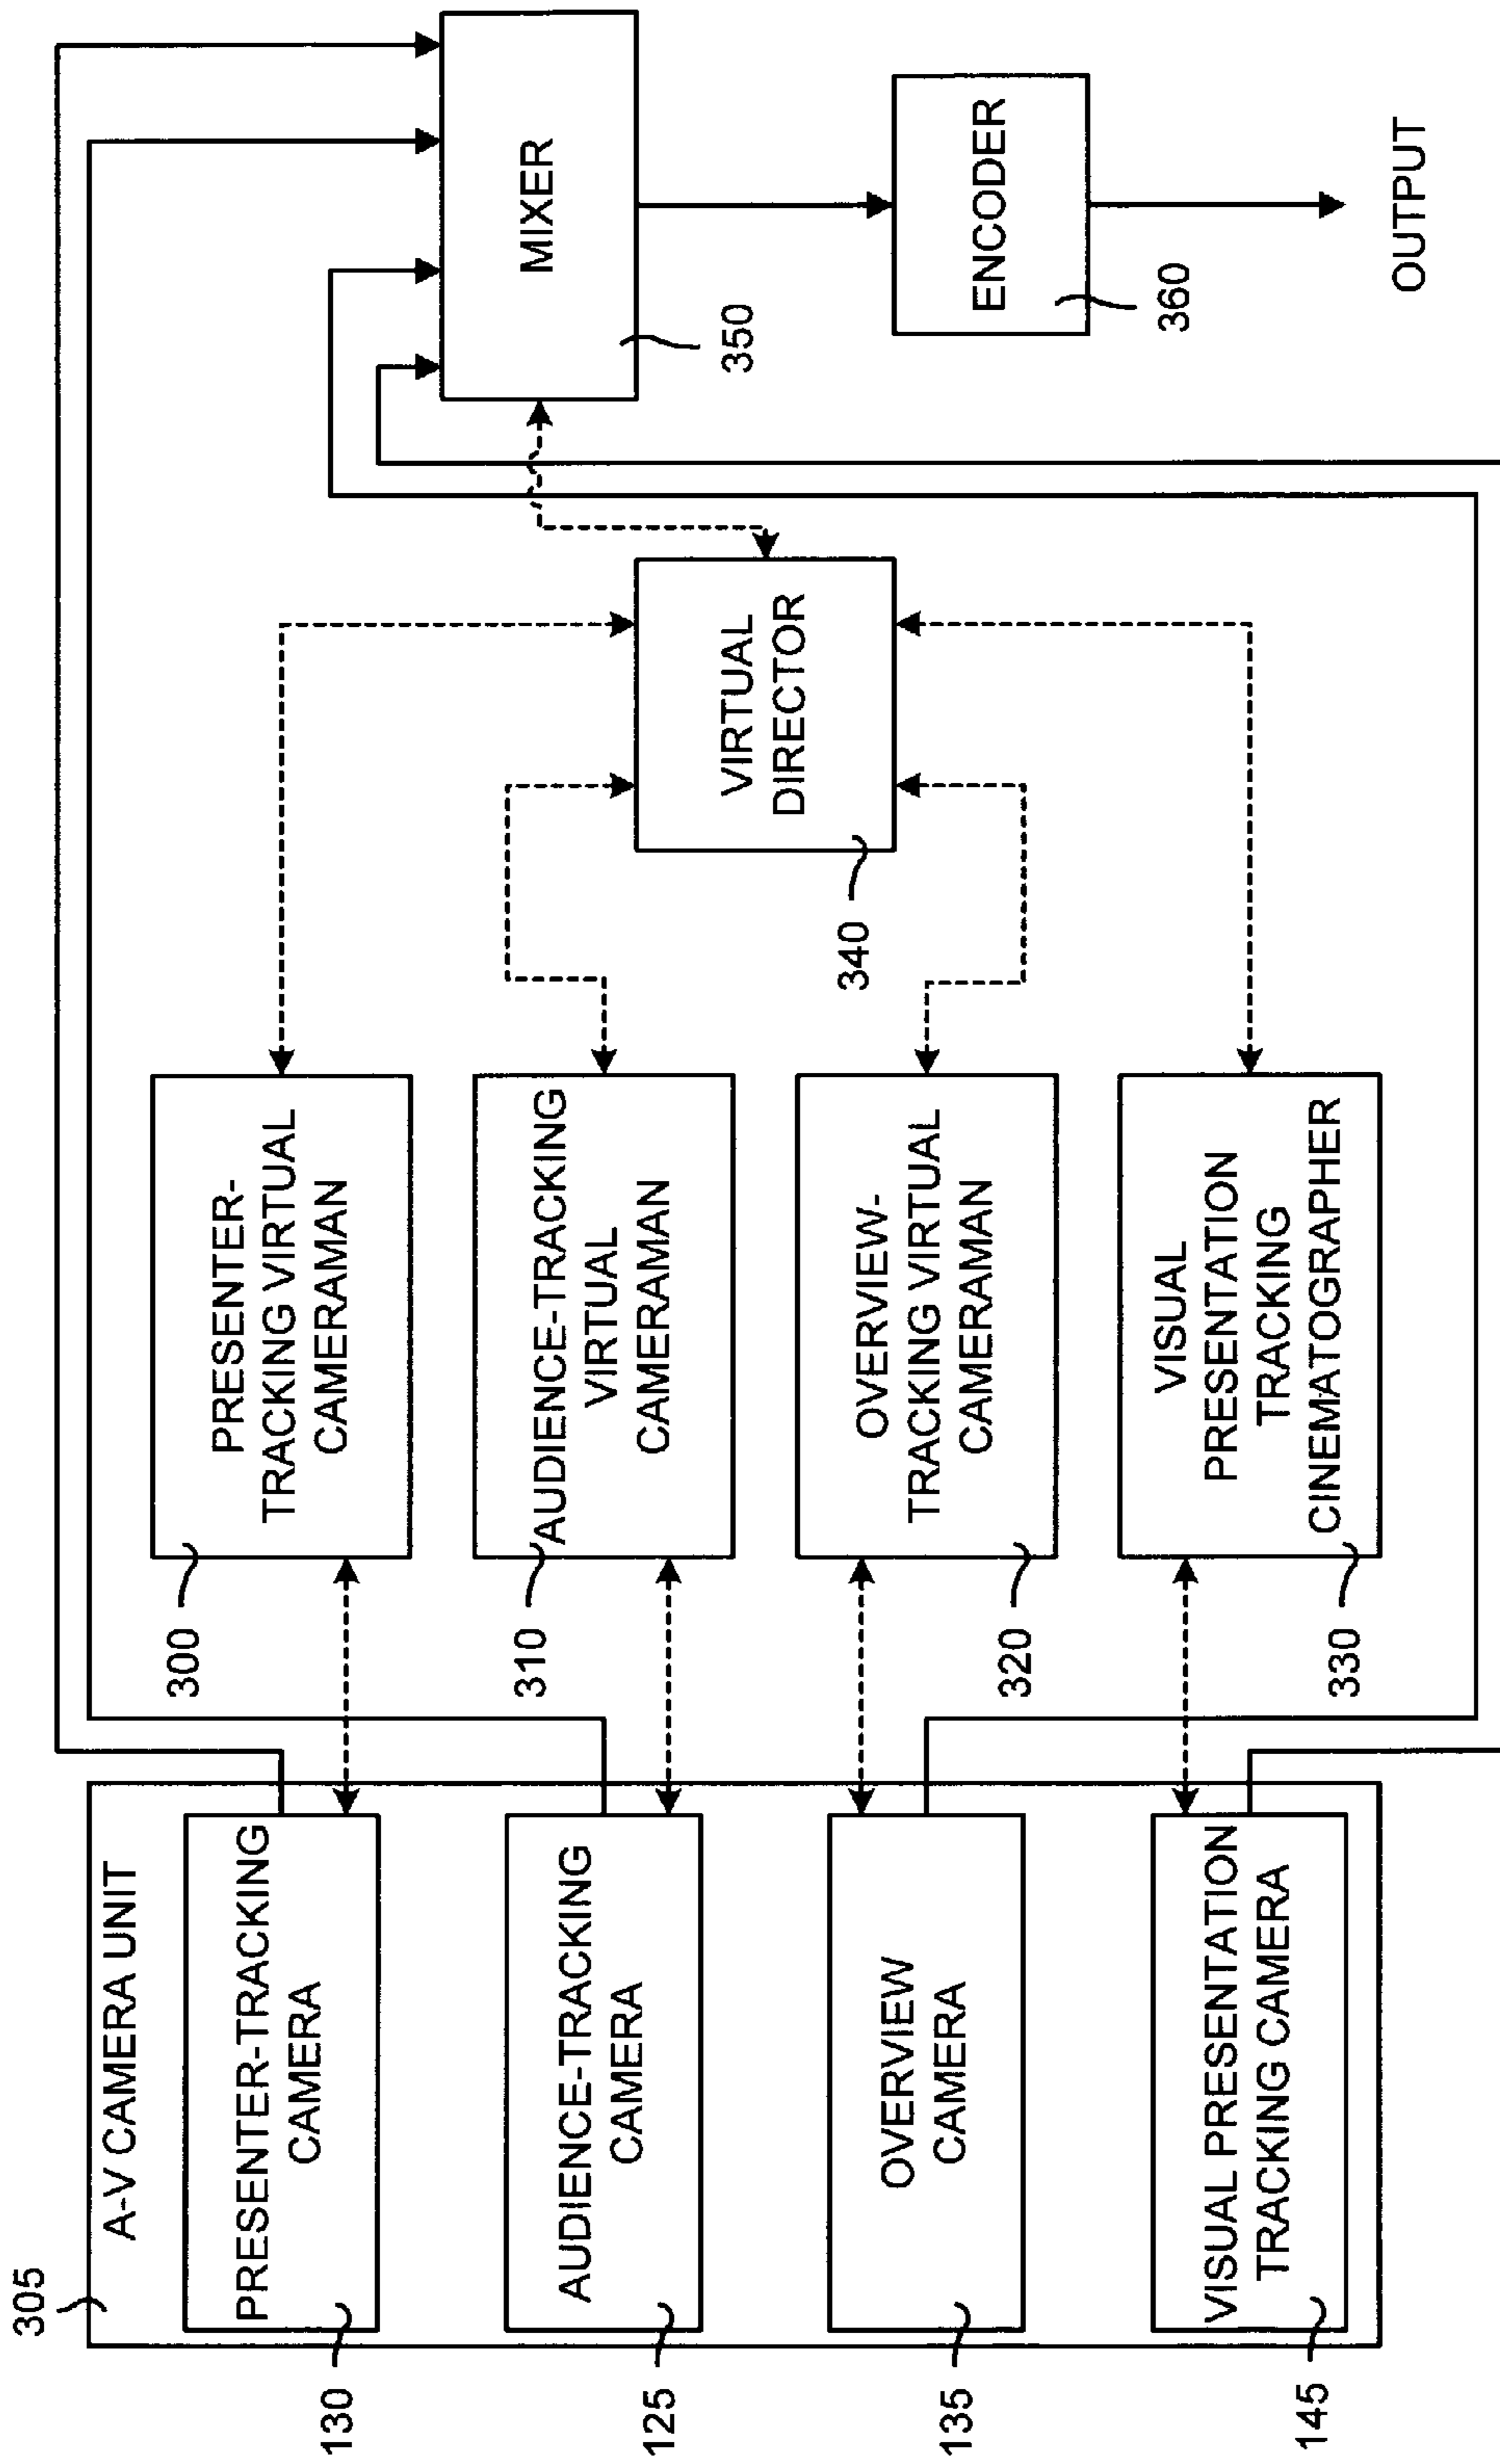 305
A-V CAMERA UNIT
PRESENTER-TRACKING
CAMERA
130
AUDIENCE-TRACKING
CAMERA
125
OVERVIEW
CAMERA
135
VISUAL PRESENTATION
TRACKING CAMERA
145
PRESENTER-
TRACKING VIRTUAL
CAMERAMAN
300
AUDIENCE-TRACKING
VIRTUAL
CAMERAMAN
310
OVERVIEW-
TRACKING VIRTUAL
CAMERAMAN
320
VISUAL
PRESENTATION
TRACKING
CINEMATOGRAPHER
330
VIRTUAL
DIRECTOR
340
MIXER
350
ENCODER
360
OUTPUT